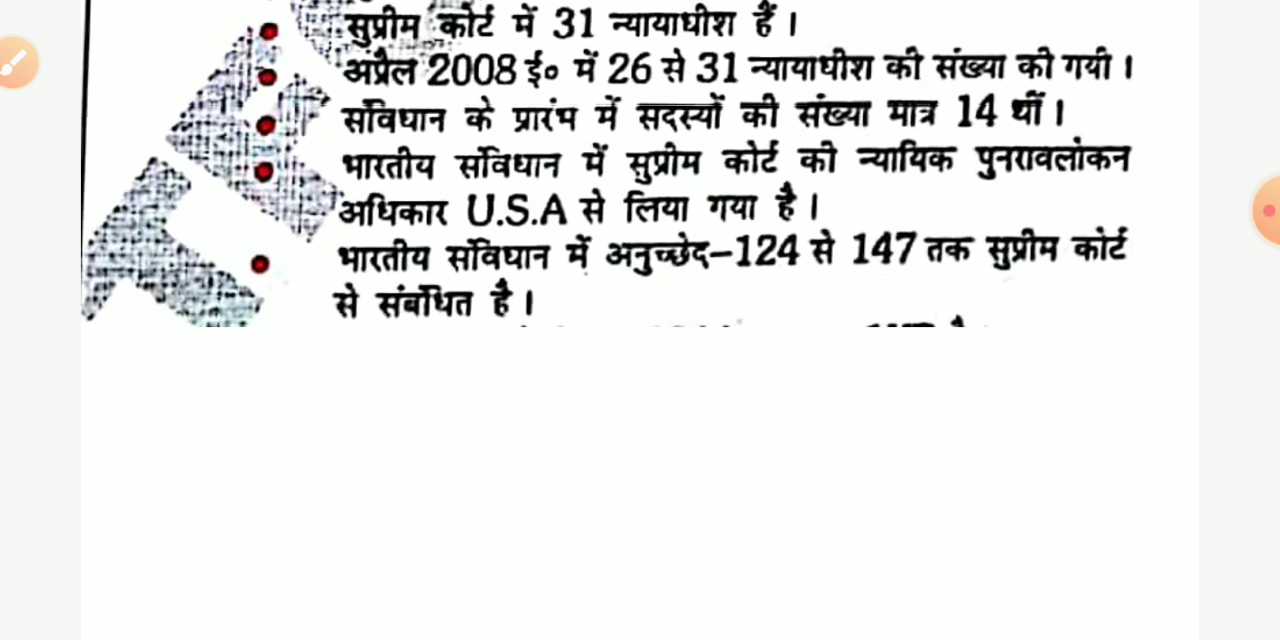 सुप्रीम कोर्ट में 31 न्यायाधीश हैं ।
अप्रैल 2008 ई० में 26 से 31 न्यायाधीश की संख्या की गयी ।
संविधान के प्रारंभ में सदस्यों की संख्या मात्र 14 थीं ।
भारतीय संविधान में सुप्रीम कोर्ट की न्यायिक पुनरावलोकन
अधिकार U.S.A से लिया गया है ।
भारतीय संविधान में अनुच्छेद-124 से 147 तक सुप्रीम कोर्ट
से संबंधित है ।